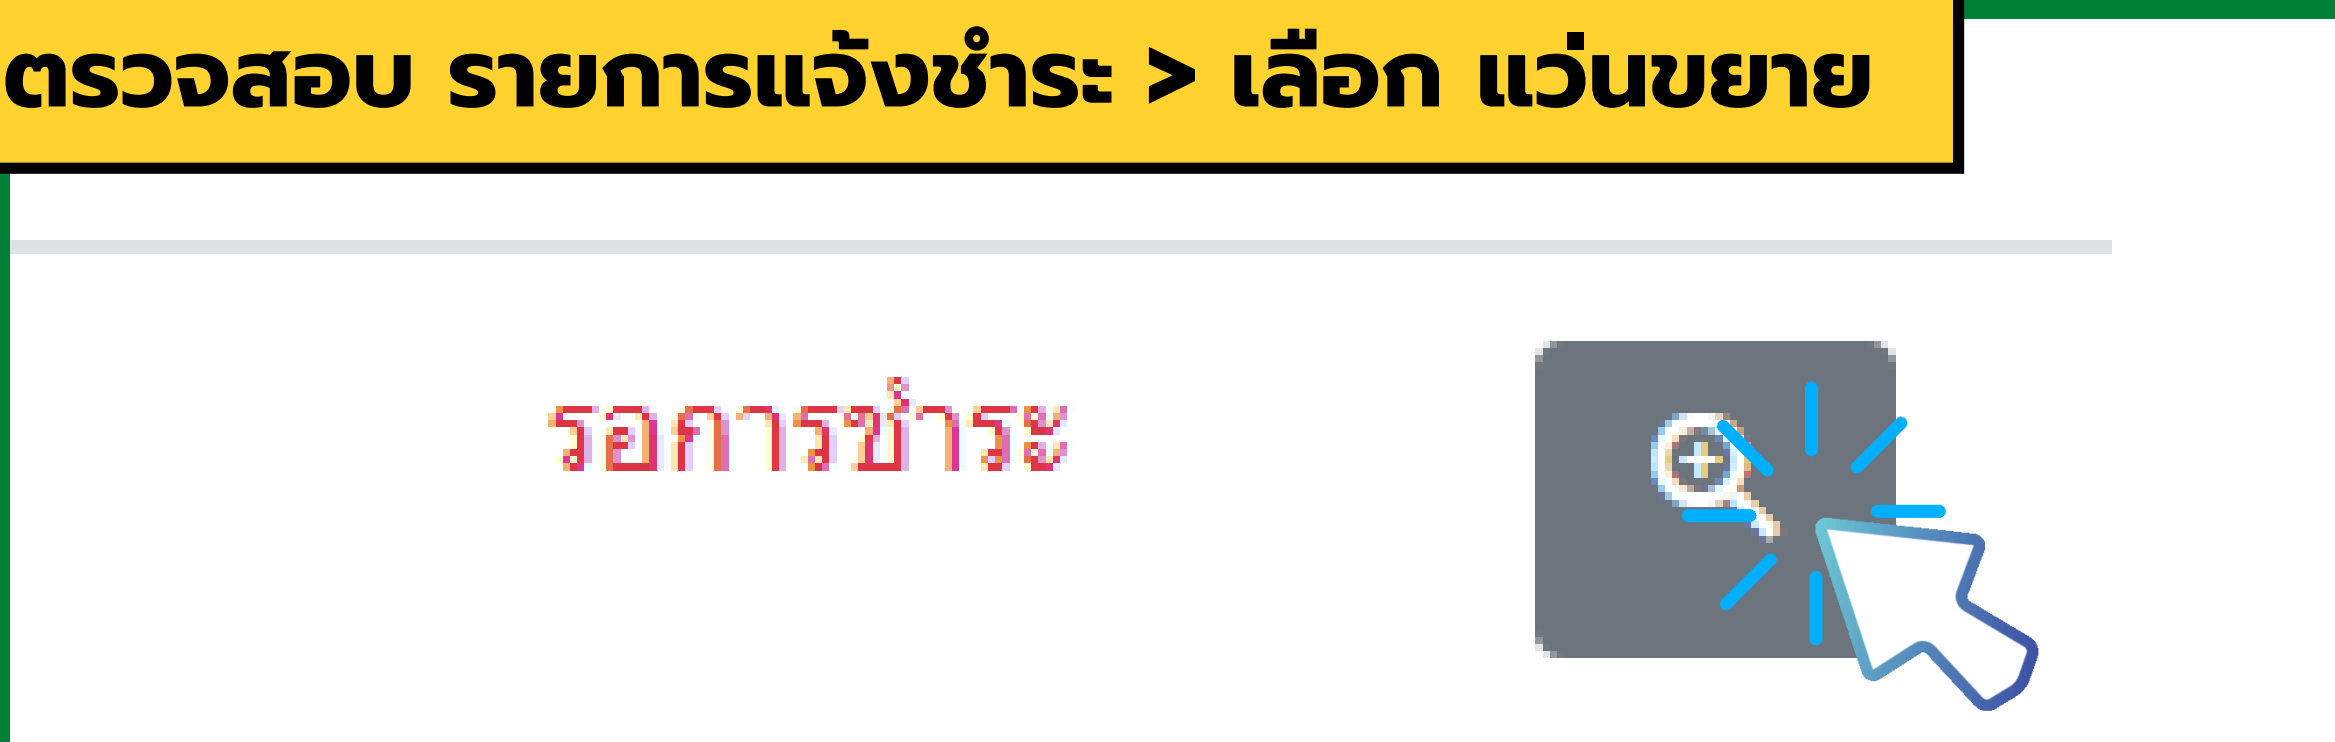 ตรวจสอบ รายการแจ้งชำระ > เลือก แว่นขยาย
รอการชำระ